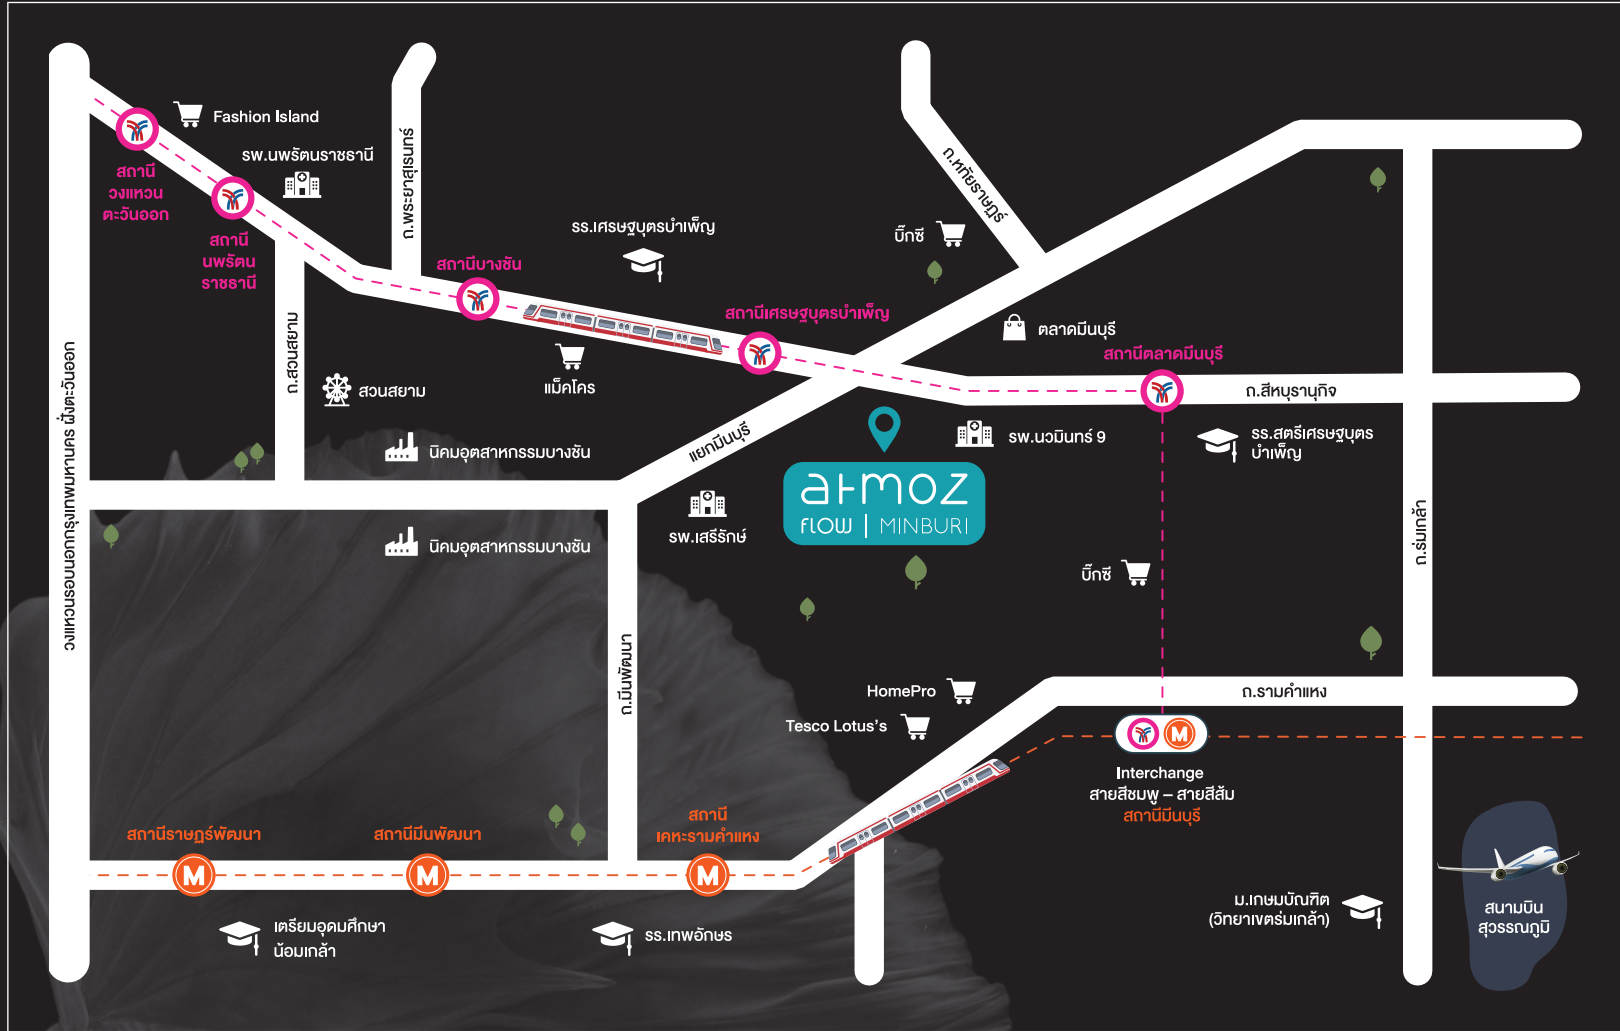 Fashion Island
รพ.นพรัตนราชธานี
สถานี
วงแหวน
ตะวันออก
สถานี
นพรัตน
ราชธานี
ถ.พระยาสุเรนทร์
ถ.หทัยราษฎร์
รร.เศรษฐบุตรบำเพ็ญ
บิ๊กซี
สถานีบางชัน
สถานีเศรษฐบุตรบำเพ็ญ
ตลาดมีนบุรี
สถานีตลาดมีนบุรี
ถ.สวนสยาม
สวนสยาม
แม็คโคร
ถ.สีหบุรานุกิจ
วงแหวนรอบนอกกรุงเทพมหานคร ฝั่งตะวันออก
นิคมอุตสาหกรรมบางชัน
แยกมีนบุรี
รพ.นวมินทร์ 9
รร.สตรีเศรษฐบุตร
บำเพ็ญ
atmoz
FLOW | MINBURI
รพ.เสรีรักษ์
นิคมอุตสาหกรรมบางชัน
ถ.ร่มเกล้า
บิ๊กซี
ถ.มีนพัฒนา
HomePro
ถ.รามคำแหง
Tesco Lotus's
M
Interchange
สายสีชมพู – สายสีส้ม
สถานีมีนบุรี
สถานีราษฎร์พัฒนา
สถานีมีนพัฒนา
สถานี
เคหะรามคำแหง
M
M
M
เตรียมอุดมศึกษา
น้อมเกล้า
รร.เทพอักษร
ม.เกษมบัณฑิต
(วิทยาเขตร่มเกล้า)
สนามบิน
สุวรรณภูมิ